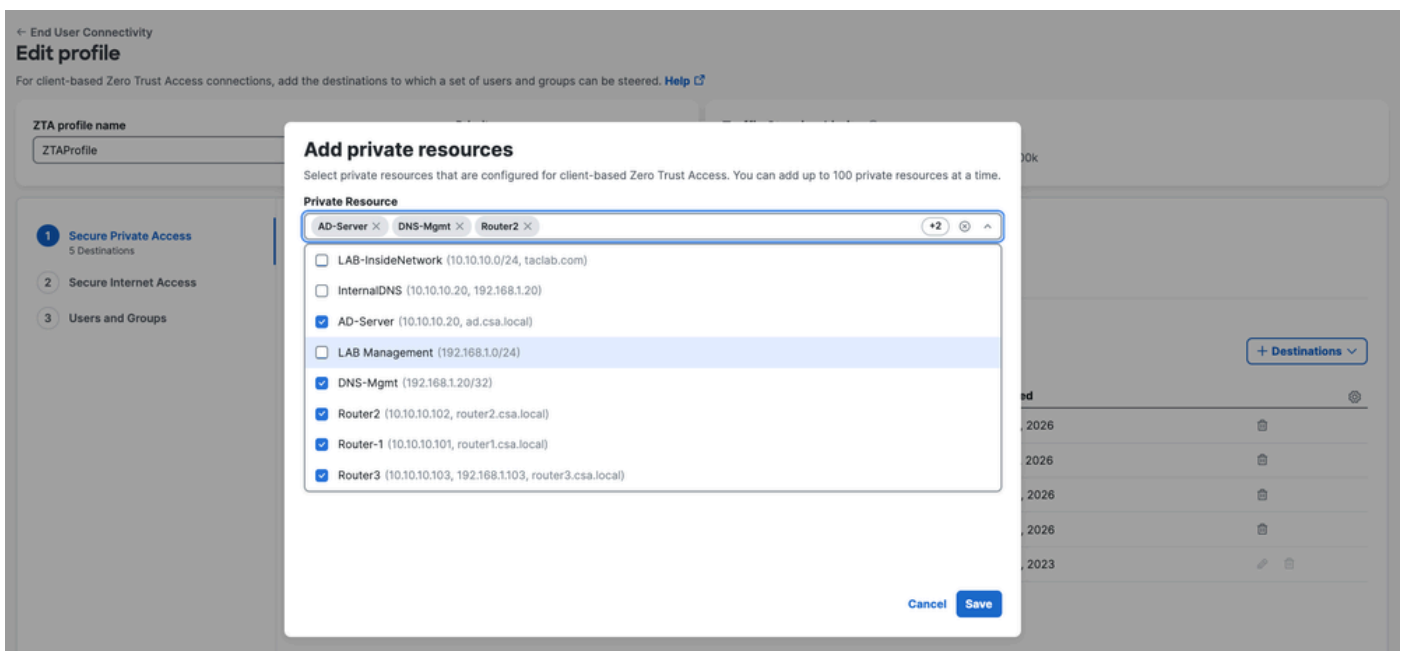 ← End User Connectivity
Edit profile
For client-based Zero Trust Access connections, add the destinations to which a set of users and groups can be steered. Help
ZTA profile name
ZTAProfile
00k
1 Secure Private Access
5 Destinations
2 Secure Internet Access
3 Users and Groups
Add private resources
Select private resources that are configured for client-based Zero Trust Access. You can add up to 100 private resources at a time.
Private Resource
AD-Server × DNS-Mgmt × Router2 × +2
LAB-InsideNetwork (10.10.10.0/24, taclab.com)
InternalDNS (10.10.10.20, 192.168.1.20)
AD-Server (10.10.10.20, ad.csa.local)
LAB Management (192.168.1.0/24)
DNS-Mgmt (192.168.1.20/32)
Router2 (10.10.10.102, router2.csa.local)
Router-1 (10.10.10.101, router1.csa.local)
Router3 (10.10.10.103, 192.168.1.103, router3.csa.local)
Cancel Save
+ Destinations
ed
, 2026
2026
, 2026
, 2026
, 2023